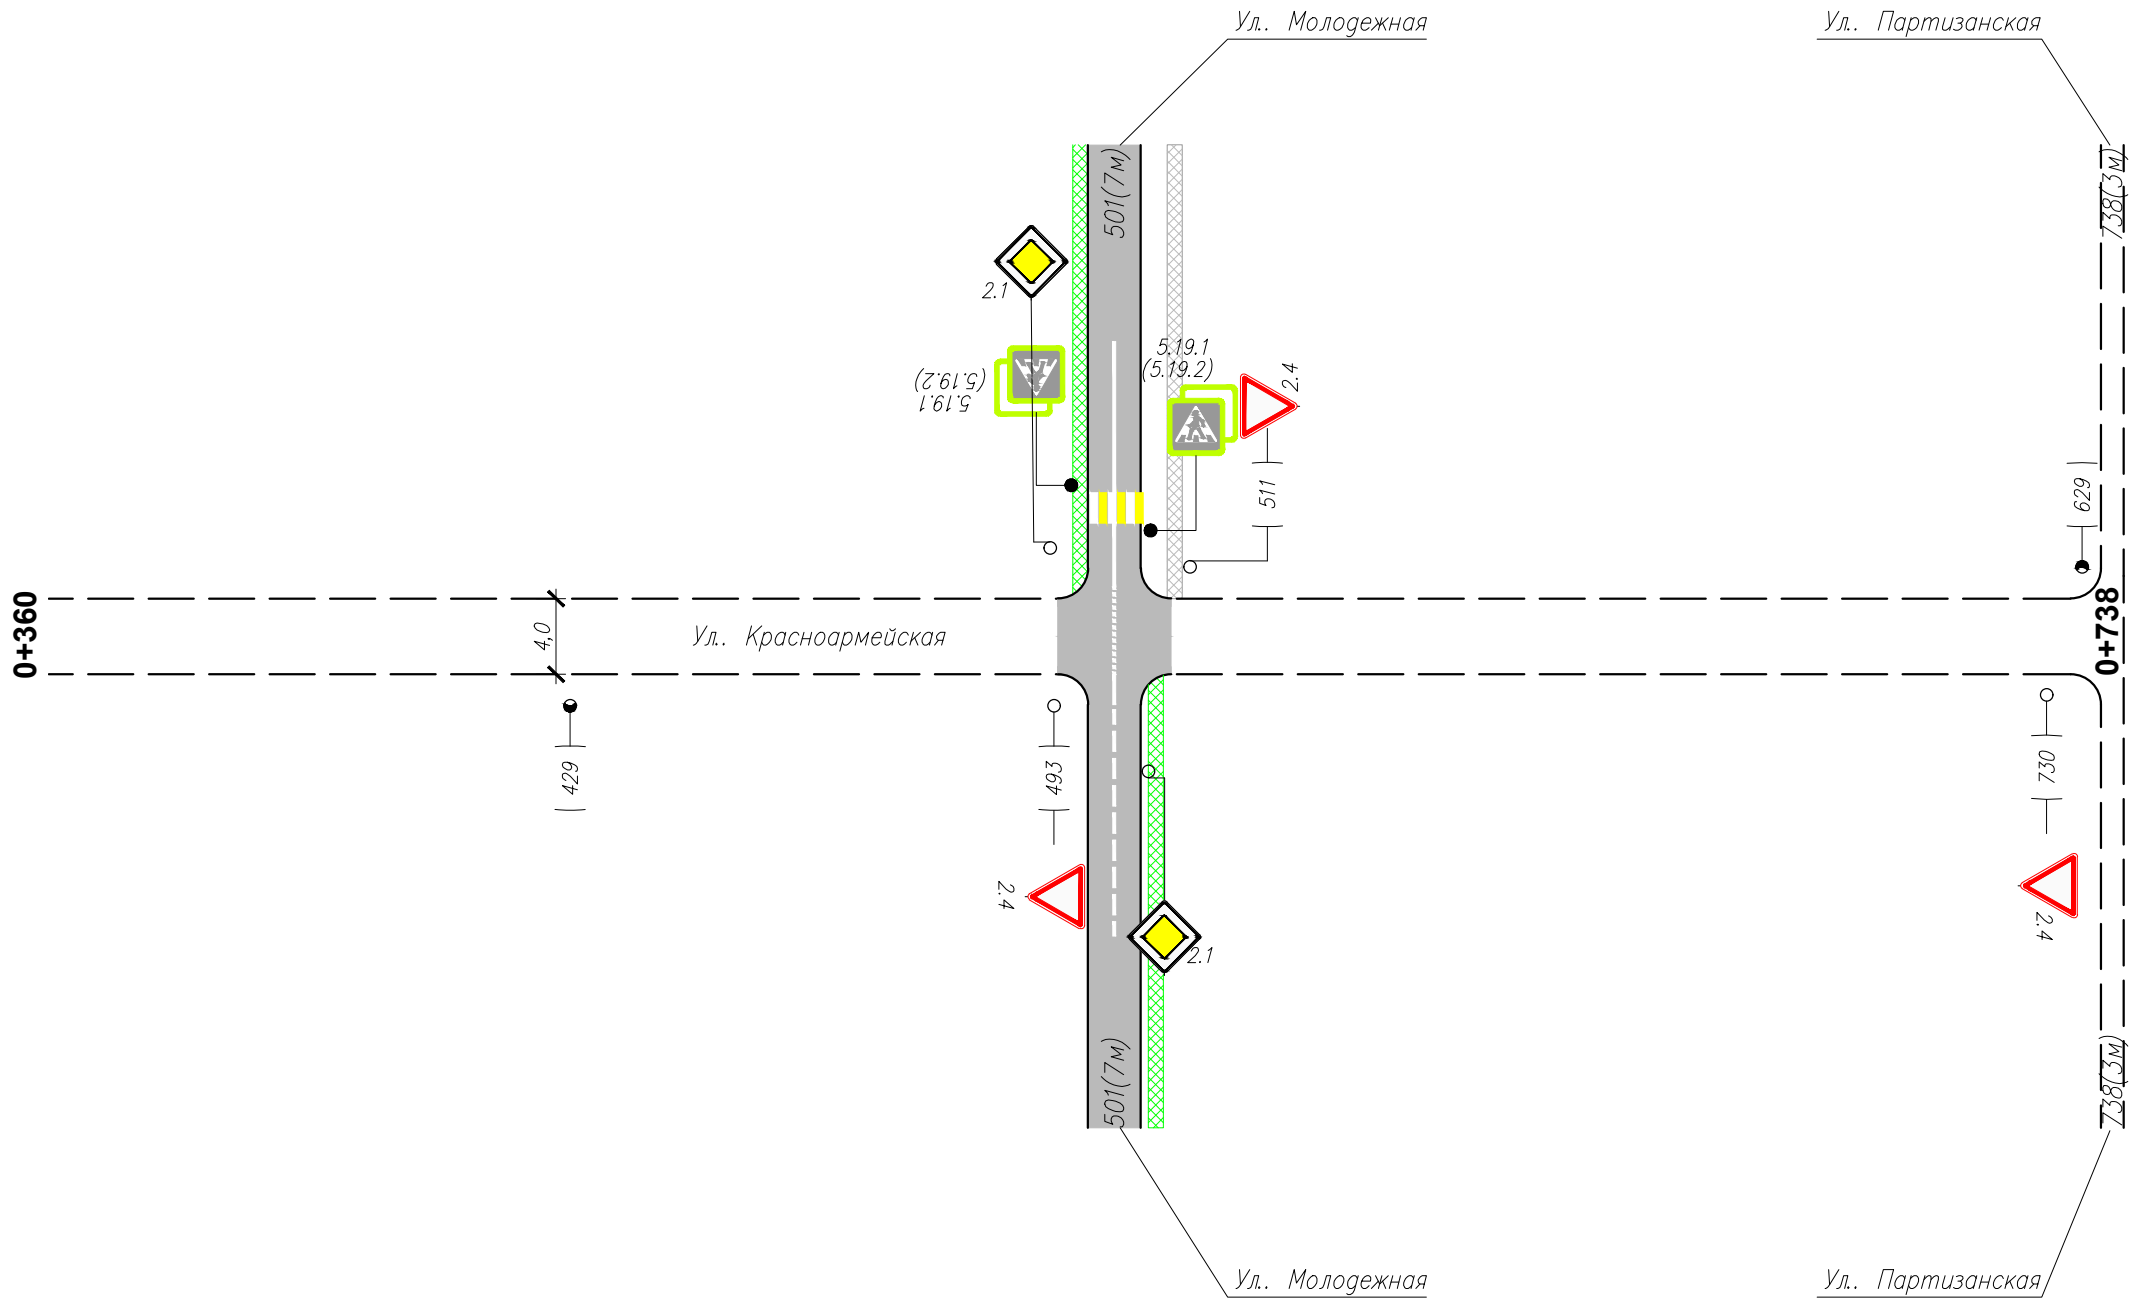 Ул.. Молодежная
Ул.. Партизанская
501(7м)
738(3м)
2.1
5.19.1
(5.19.2)
5.19.1
(5.19.2)
2.4
511
629
0+360
4,0
Ул.. Красноармейская
0+738
429
493
730
2.4
2.4
2.1
501(7м)
738(3м)
Ул.. Молодежная
Ул.. Партизанская